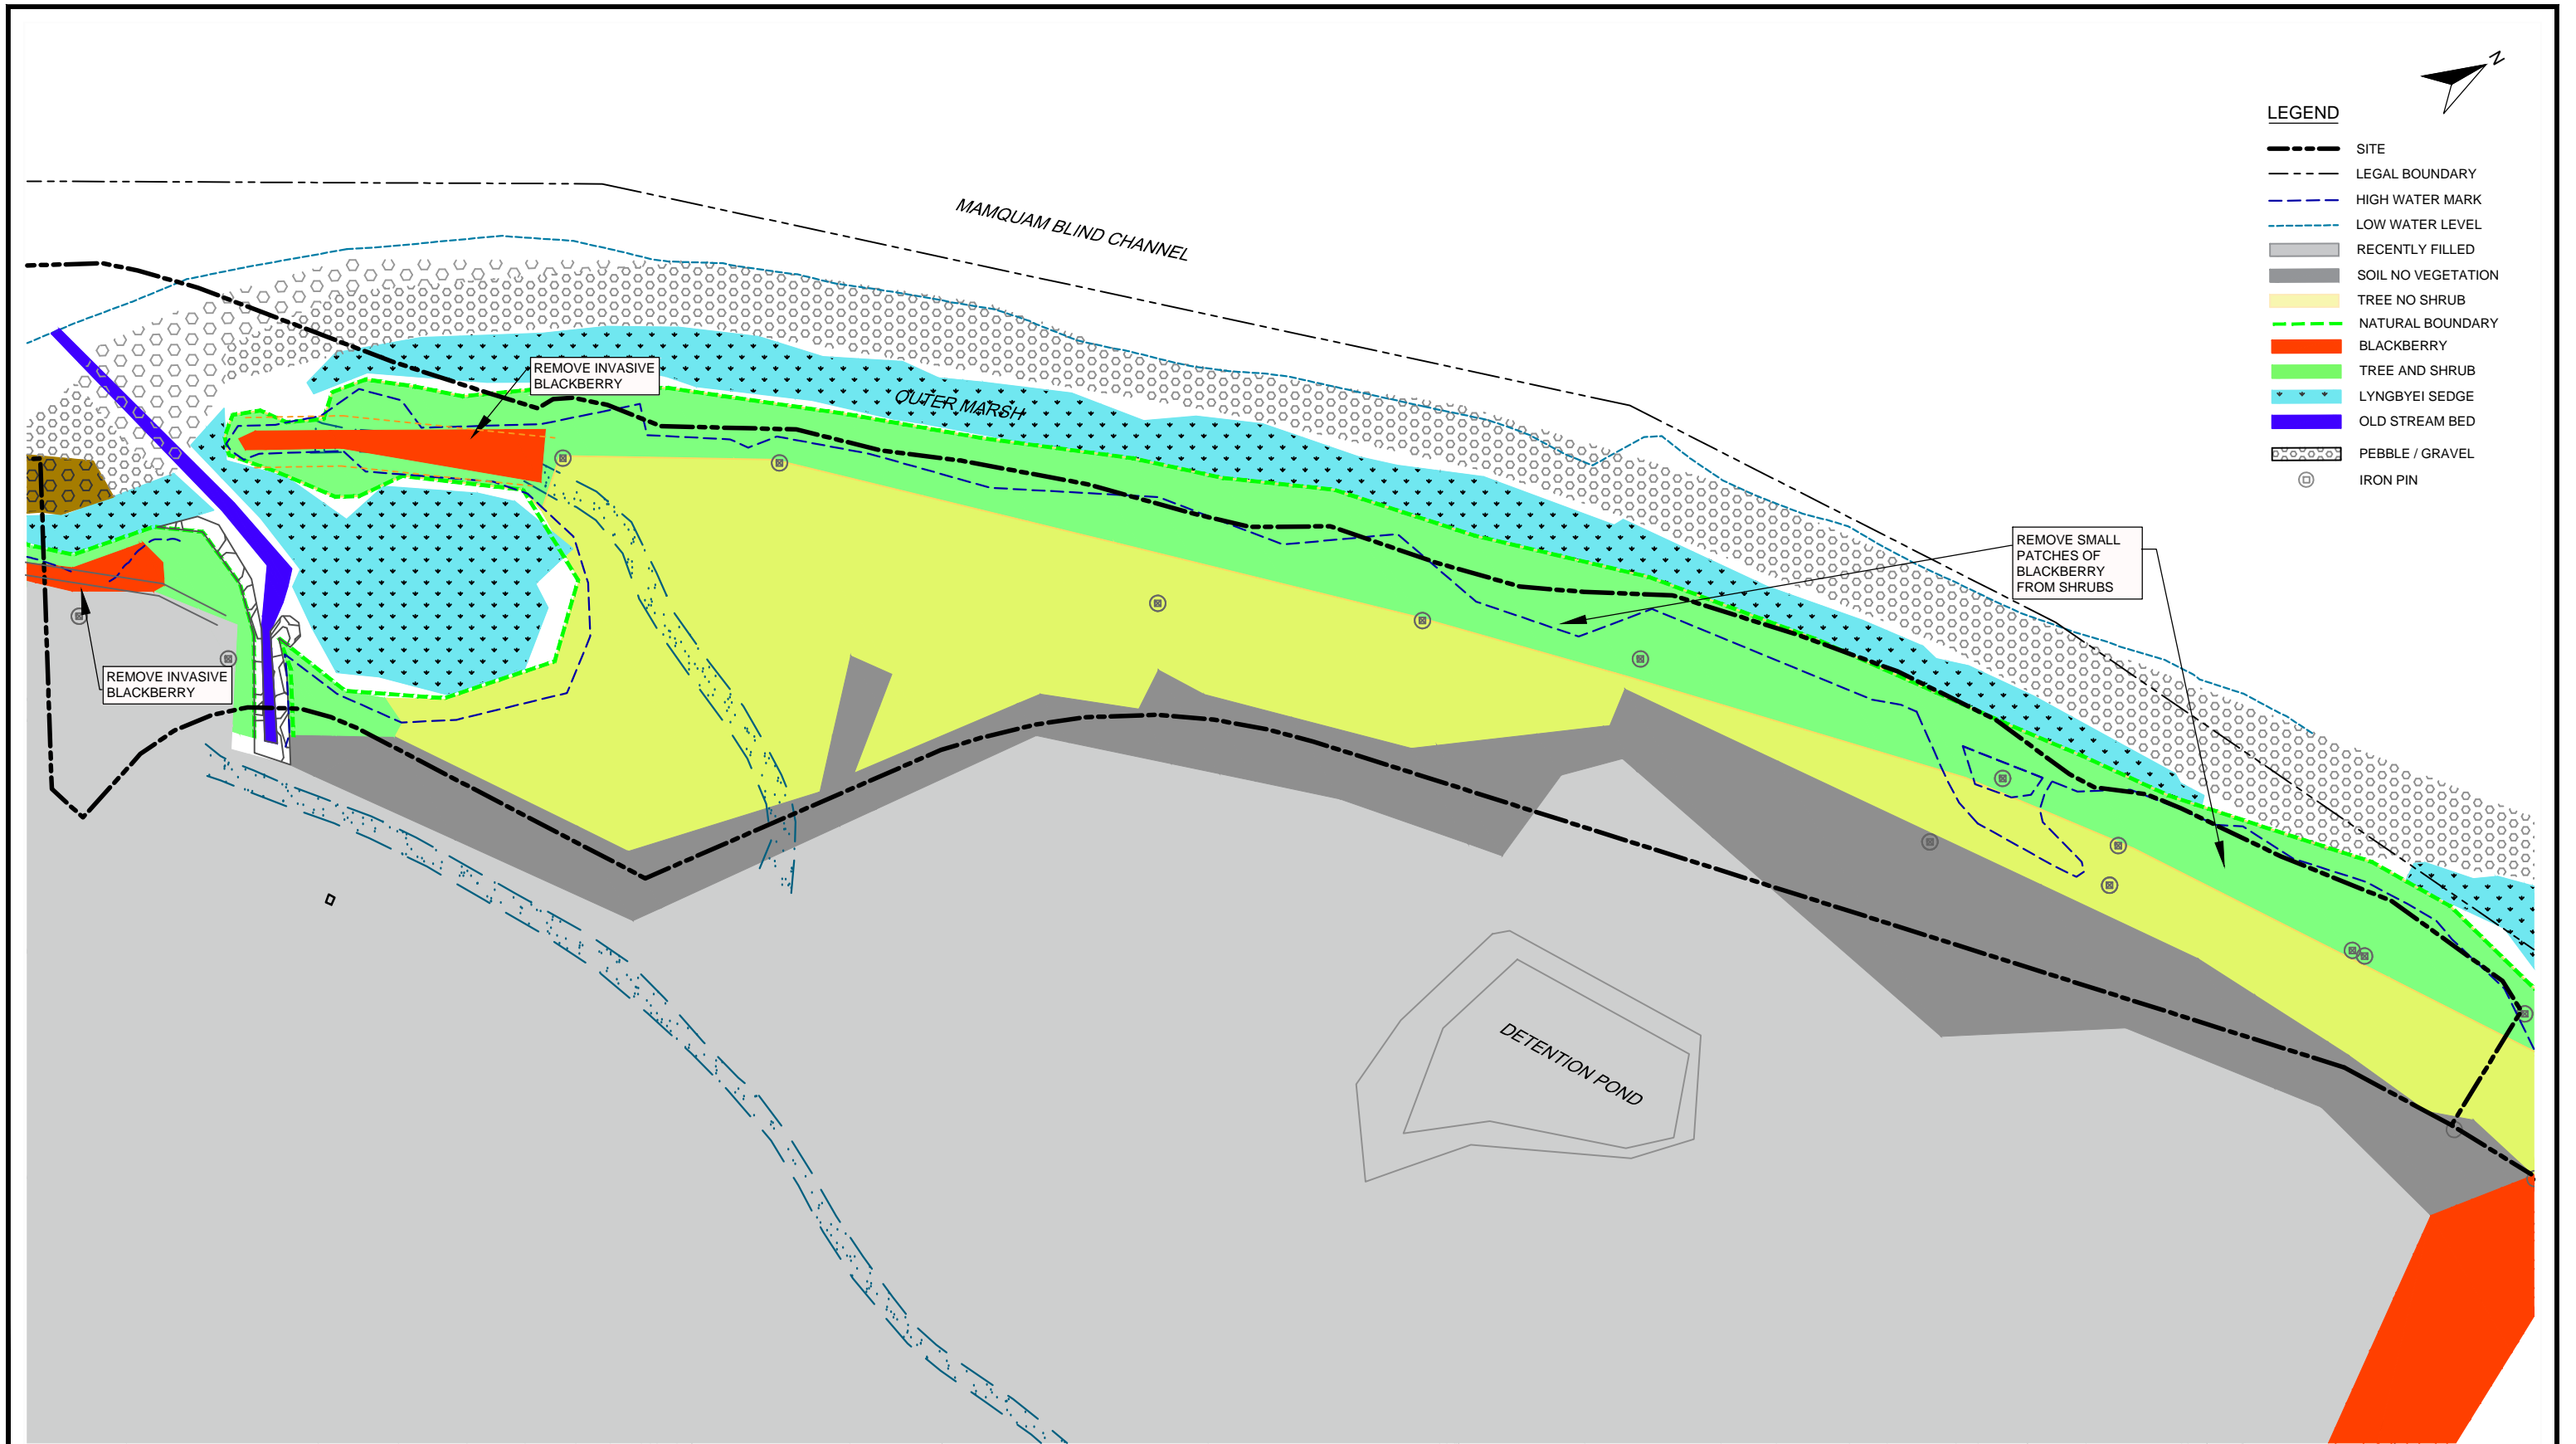 N
LEGEND
SITE
LEGAL BOUNDARY
HIGH WATER MARK
LOW WATER LEVEL
RECENTLY FILLED
SOIL NO VEGETATION
TREE NO SHRUB
NATURAL BOUNDARY
BLACKBERRY
TREE AND SHRUB
LYNGBYEI SEDGE
OLD STREAM BED
PEBBLE / GRAVEL
IRON PIN
MAMQUAM BLIND CHANNEL
REMOVE INVASIVE
BLACKBERRY
OUTER MARSH
REMOVE SMALL
PATCHES OF
BLACKBERRY
FROM SHRUBS
REMOVE INVASIVE
BLACKBERRY
DETENTION POND